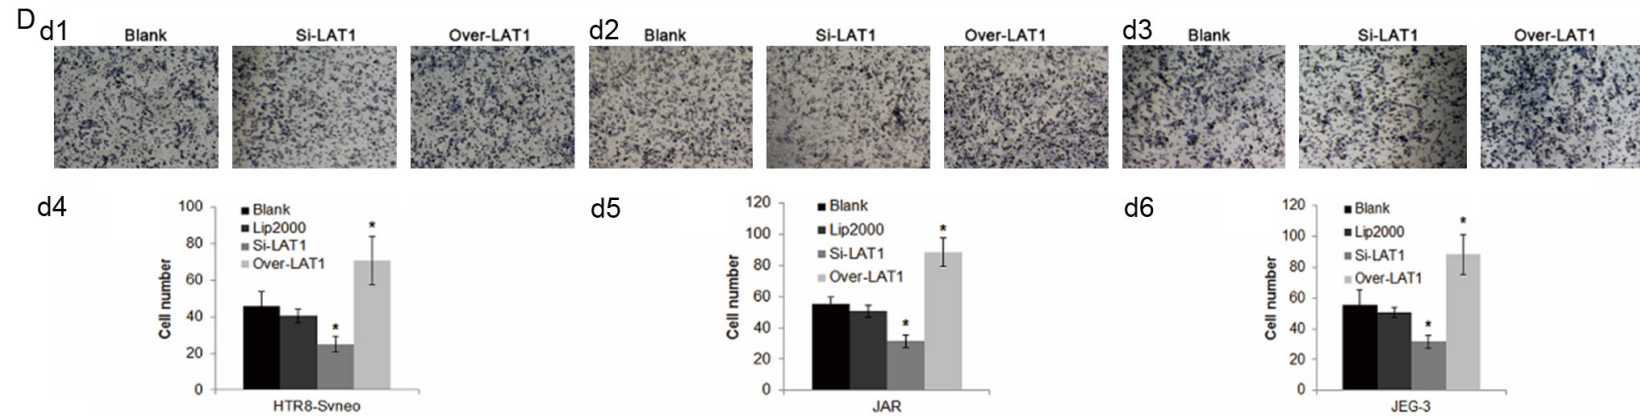 D
d1 Blank Si-LAT1 Over-LAT1 d2 Blank Si-LAT1 Over-LAT1 d3 Blank Si-LAT1 Over-LAT1
d4
100
80
60
40
20
0
Cell number
Blank
Lip2000
Si-LAT1
Over-LAT1
*
*
HTR8-Svneo
d5
120
100
80
60
40
20
0
Cell number
Blank
Lip2000
Si-LAT1
Over-LAT1
*
*
JAR
d6
120
100
80
60
40
20
0
Cell number
Blank
Lip2000
Si-LAT1
Over-LAT1
*
*
JEG-3